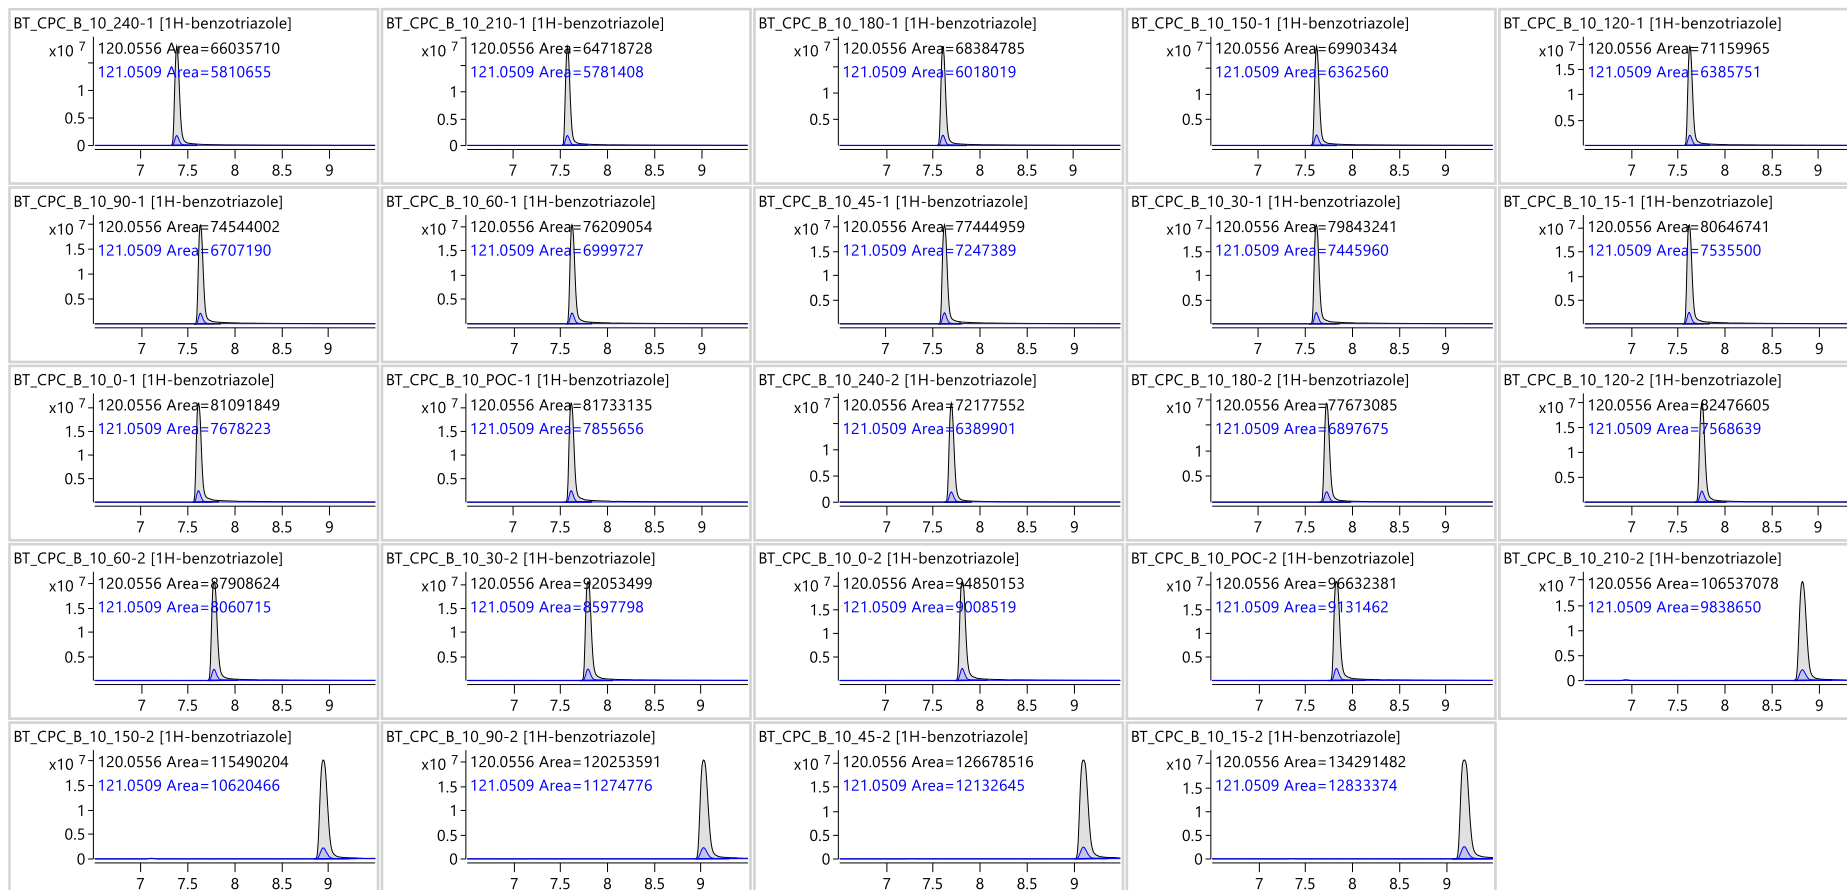 BT_CPC_B_10_240-1 [1H-benzotriazole]
x10 7
120.0556 Area=66035710
121.0509 Area=5810655
1
0.5
0
7 7.5 8 8.5 9
BT_CPC_B_10_210-1 [1H-benzotriazole]
x10 7
120.0556 Area=64718728
121.0509 Area=5781408
1
0.5
0
7 7.5 8 8.5 9
BT_CPC_B_10_180-1 [1H-benzotriazole]
x10 7
120.0556 Area=68384785
121.0509 Area=6018019
1
0.5
7 7.5 8 8.5 9
BT_CPC_B_10_150-1 [1H-benzotriazole]
x10 7
120.0556 Area=69903434
121.0509 Area=6362560
1
0.5
7 7.5 8 8.5 9
BT_CPC_B_10_120-1 [1H-benzotriazole]
x10 7
120.0556 Area=71159965
121.0509 Area=6385751
1.5
1
0.5
7 7.5 8 8.5 9
BT_CPC_B_10_90-1 [1H-benzotriazole]
x10 7
120.0556 Area=74544002
121.0509 Area=6707190
1.5
1
0.5
7 7.5 8 8.5 9
BT_CPC_B_10_60-1 [1H-benzotriazole]
x10 7
120.0556 Area=76209054
121.0509 Area=6999727
1.5
1
0.5
7 7.5 8 8.5 9
BT_CPC_B_10_45-1 [1H-benzotriazole]
x10 7
120.0556 Area=77444959
121.0509 Area=7247389
1.5
1
0.5
7 7.5 8 8.5 9
BT_CPC_B_10_30-1 [1H-benzotriazole]
x10 7
120.0556 Area=79843241
121.0509 Area=7445960
1.5
1
0.5
7 7.5 8 8.5 9
BT_CPC_B_10_15-1 [1H-benzotriazole]
x10 7
120.0556 Area=80646741
121.0509 Area=7535500
1.5
1
0.5
7 7.5 8 8.5 9
BT_CPC_B_10_0-1 [1H-benzotriazole]
x10 7
120.0556 Area=81091849
121.0509 Area=7678223
1.5
1
0.5
7 7.5 8 8.5 9
BT_CPC_B_10_POC-1 [1H-benzotriazole]
x10 7
120.0556 Area=81733135
121.0509 Area=7855656
1.5
1
0.5
7 7.5 8 8.5 9
BT_CPC_B_10_240-2 [1H-benzotriazole]
x10 7
120.0556 Area=72177552
121.0509 Area=6389901
1
0.5
0
7 7.5 8 8.5 9
BT_CPC_B_10_180-2 [1H-benzotriazole]
x10 7
120.0556 Area=77673085
121.0509 Area=6897675
1
0.5
7 7.5 8 8.5 9
BT_CPC_B_10_120-2 [1H-benzotriazole]
x10 7
120.0556 Area=82476605
121.0509 Area=7568639
1.5
1
0.5
7 7.5 8 8.5 9
BT_CPC_B_10_60-2 [1H-benzotriazole]
x10 7
120.0556 Area=87908624
121.0509 Area=8060715
1.5
1
0.5
7 7.5 8 8.5 9
BT_CPC_B_10_30-2 [1H-benzotriazole]
x10 7
120.0556 Area=92053499
121.0509 Area=8597798
1.5
1
0.5
7 7.5 8 8.5 9
BT_CPC_B_10_0-2 [1H-benzotriazole]
x10 7
120.0556 Area=94850153
121.0509 Area=9008519
1.5
1
0.5
7 7.5 8 8.5 9
BT_CPC_B_10_POC-2 [1H-benzotriazole]
x10 7
120.0556 Area=96632381
121.0509 Area=9131462
1.5
1
0.5
7 7.5 8 8.5 9
BT_CPC_B_10_210-2 [1H-benzotriazole]
x10 7
120.0556 Area=106537078
121.0509 Area=9838650
1.5
1
0.5
0
7 7.5 8 8.5 9
BT_CPC_B_10_150-2 [1H-benzotriazole]
x10 7
120.0556 Area=115490204
121.0509 Area=10620466
1.5
1
0.5
0
7 7.5 8 8.5 9
BT_CPC_B_10_90-2 [1H-benzotriazole]
x10 7
120.0556 Area=120253591
121.0509 Area=11274776
1.5
1
0.5
0
7 7.5 8 8.5 9
BT_CPC_B_10_45-2 [1H-benzotriazole]
x10 7
120.0556 Area=126678516
121.0509 Area=12132645
1.5
1
0.5
0
7 7.5 8 8.5 9
BT_CPC_B_10_15-2 [1H-benzotriazole]
x10 7
120.0556 Area=134291482
121.0509 Area=12833374
1.5
1
0.5
0
7 7.5 8 8.5 9